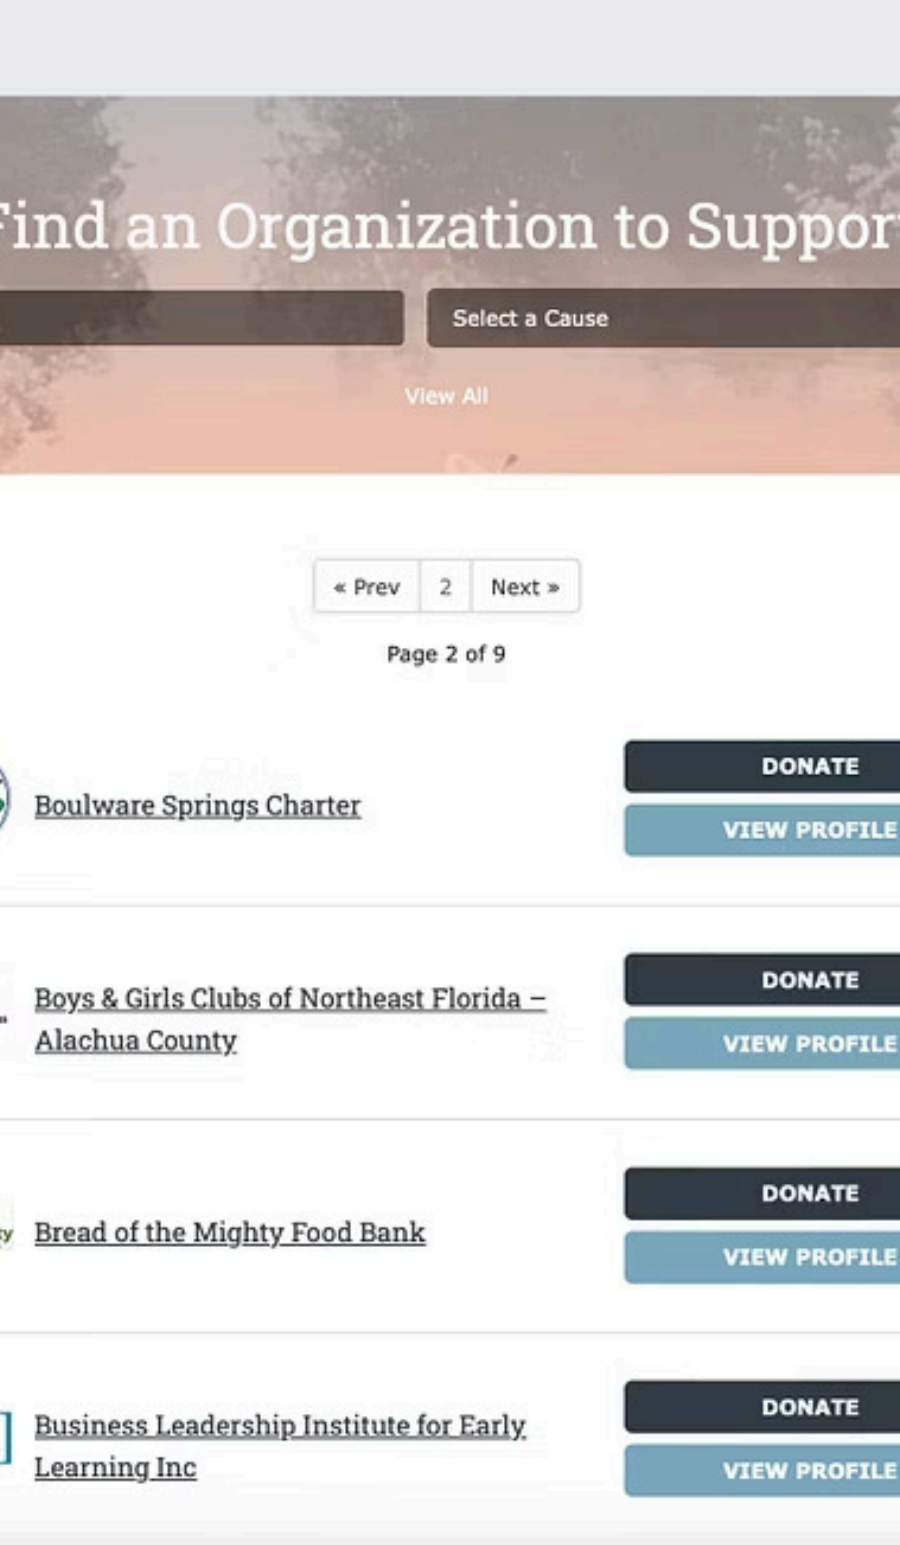 Find an Organization to Support
Select a Cause
View All
« Prev 2 Next »
Page 2 of 9
DONATE
Boulware Springs Charter
VIEW PROFILE
DONATE
Boys & Girls Clubs of Northeast Florida –
Alachua County
VIEW PROFILE
DONATE
Bread of the Mighty Food Bank
VIEW PROFILE
DONATE
Business Leadership Institute for Early
Learning Inc
VIEW PROFILE